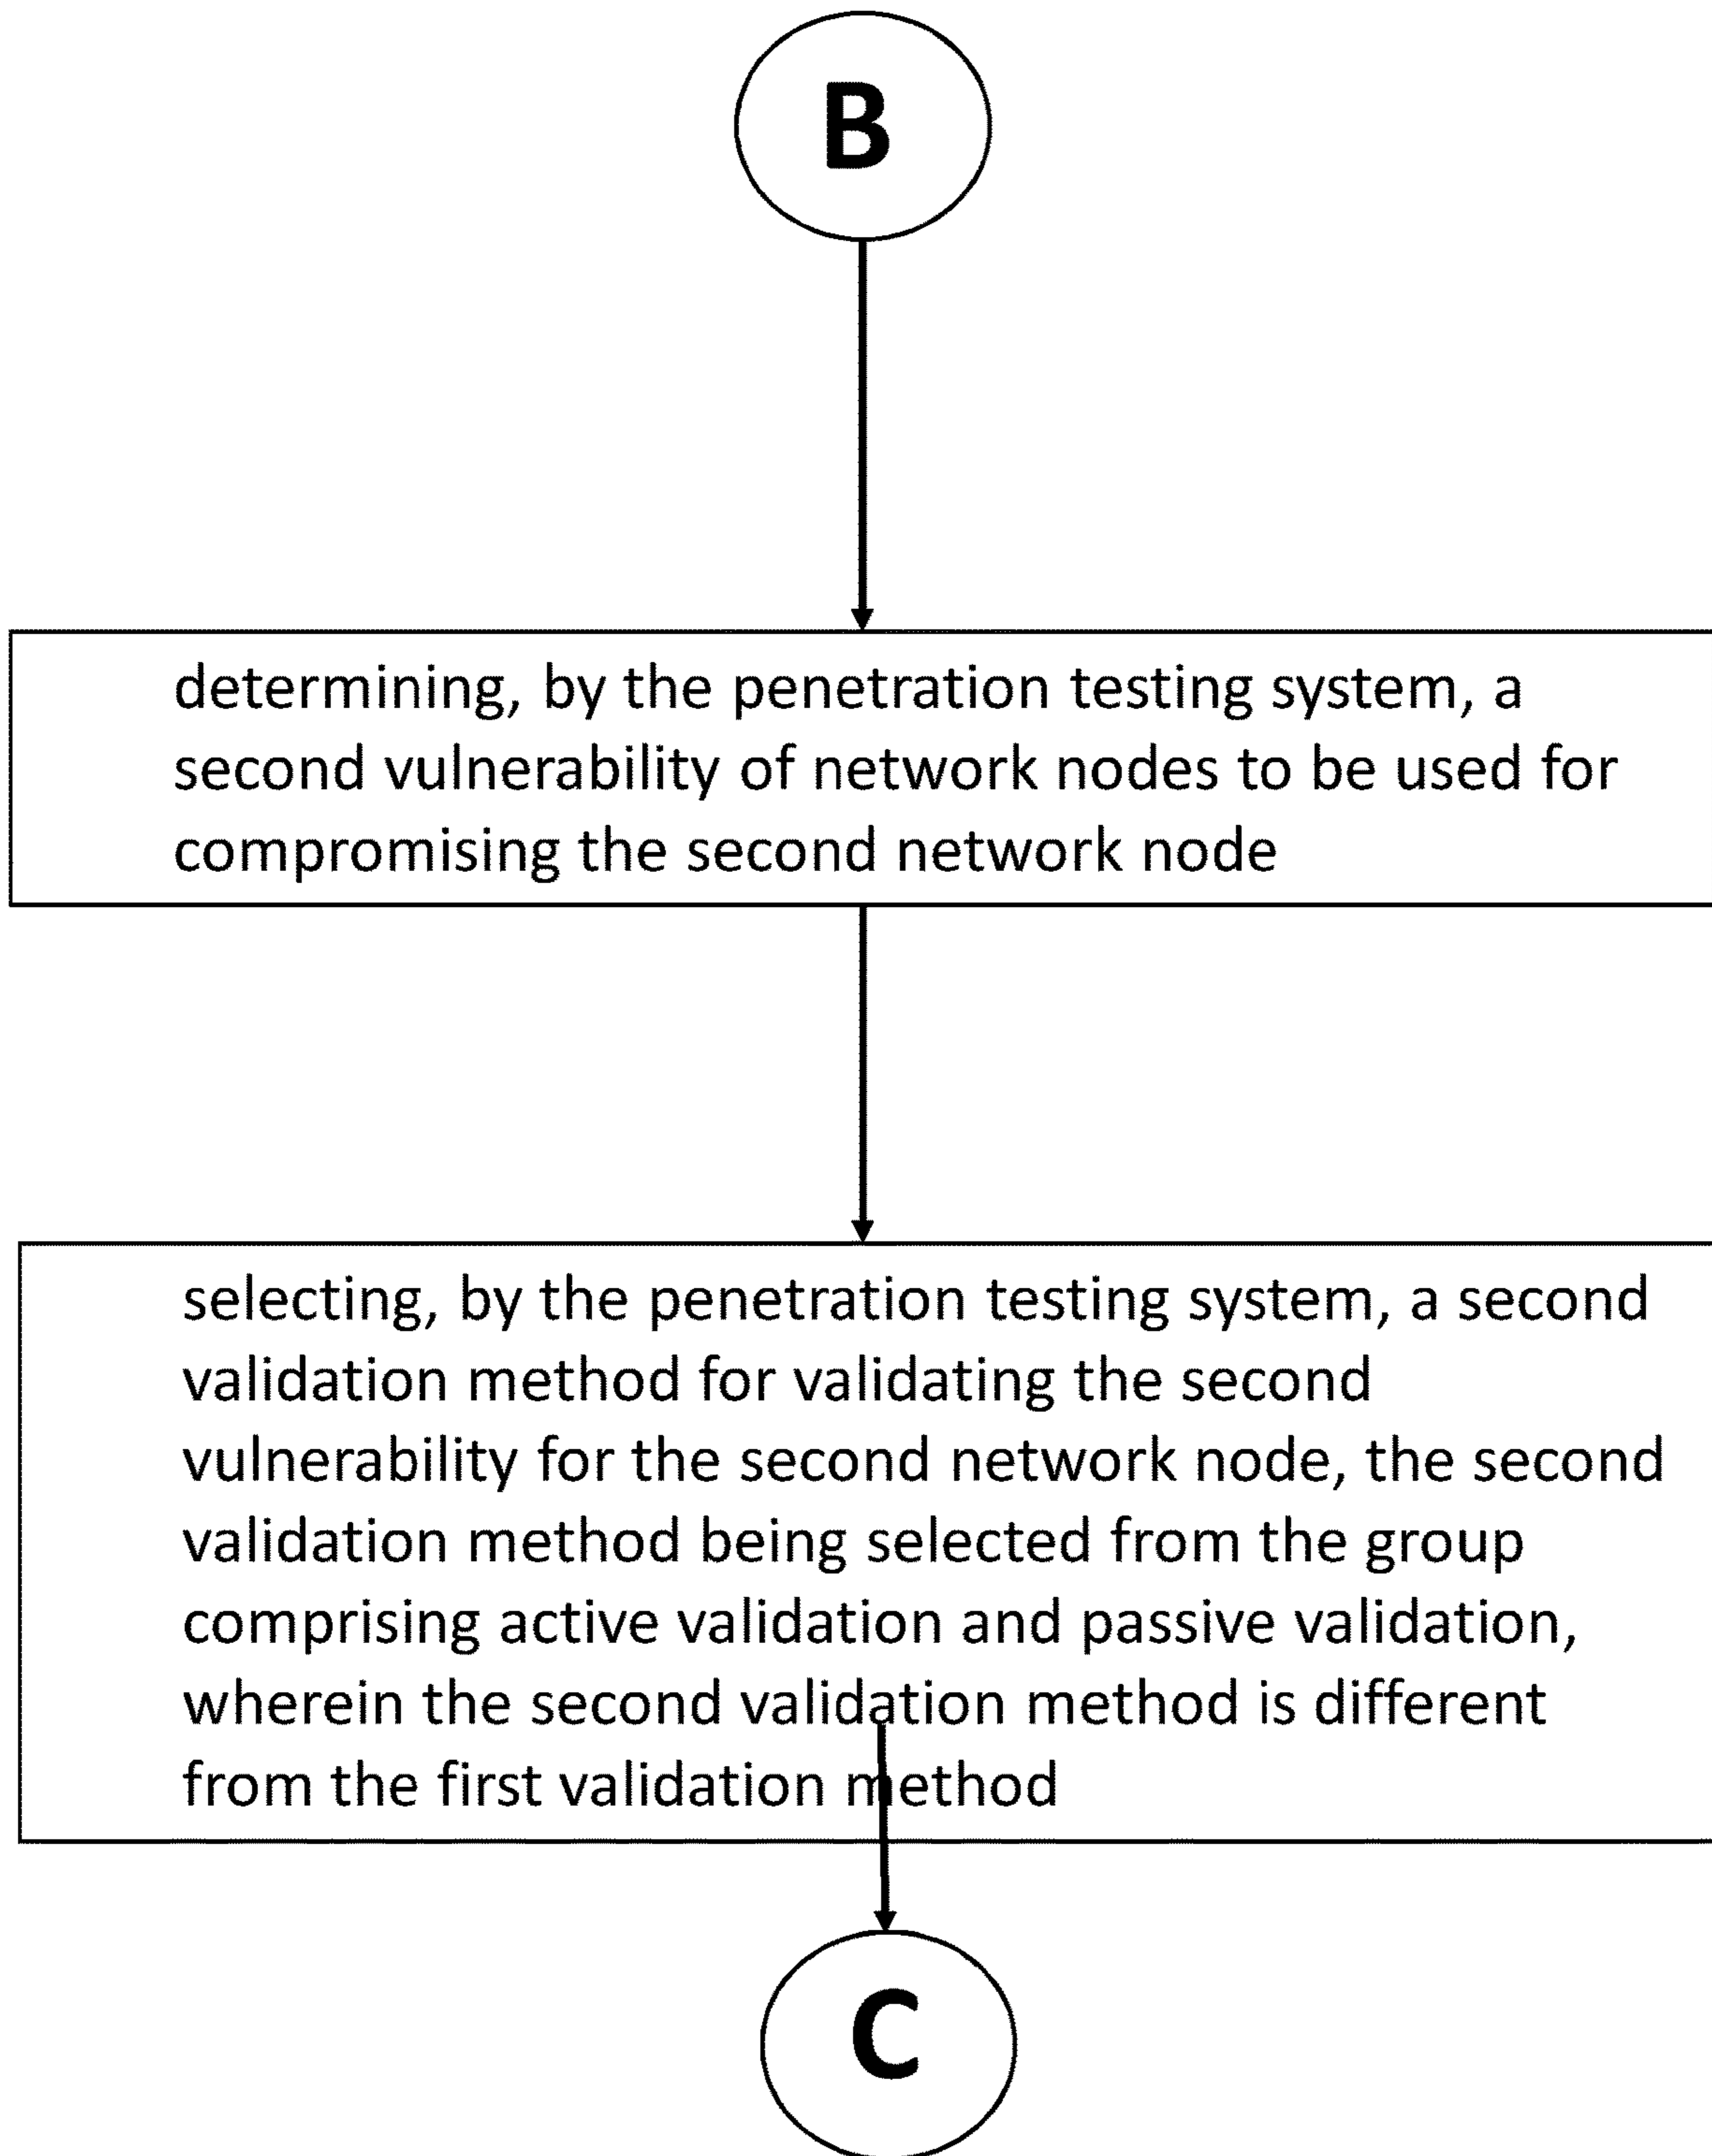 B
determining, by the penetration testing system, a
second vulnerability of network nodes to be used for
compromising the second network node
selecting, by the penetration testing system, a second
validation method for validating the second
vulnerability for the second network node, the second
validation method being selected from the group
comprising active validation and passive validation,
wherein the second validation method is different
from the first validation method
C